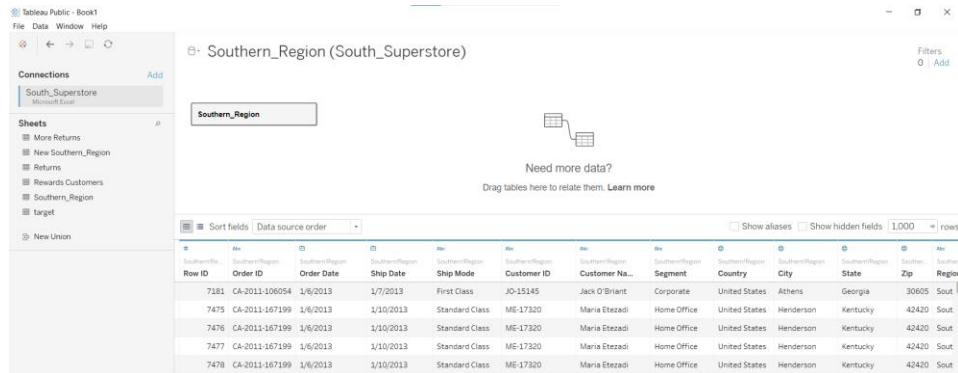 Tableau Public - Book1
File Data Window Help
Connections Add
South_Superstore
Microsoft Excel
Sheets
More Returns
New Southern_Region
Returns
Rewards Customers
Southern_Region
target
New Union
Southern_Region (South_Superstore)
Filters
0 Add
Southern_Region
Need more data?
Drag tables here to relate them. Learn more
Sort fields Data source order Show aliases Show hidden fields 1,000 rows
# Abc Abc Abc Abc Abc Abc
Row ID Order ID Order Date Ship Date Ship Mode Customer ID Customer Na... Segment Country City State Zip Region
7181 CA-2011-106054 1/6/2013 1/7/2013 First Class JO-15145 Jack O'Briant Corporate United States Athens Georgia 30605 Sout
7475 CA-2011-167199 1/6/2013 1/10/2013 Standard Class ME-17320 Maria Etezadi Home Office United States Henderson Kentucky 42420 Sout
7476 CA-2011-167199 1/6/2013 1/10/2013 Standard Class ME-17320 Maria Etezadi Home Office United States Henderson Kentucky 42420 Sout
7477 CA-2011-167199 1/6/2013 1/10/2013 Standard Class ME-17320 Maria Etezadi Home Office United States Henderson Kentucky 42420 Sout
7478 CA-2011-167199 1/6/2013 1/10/2013 Standard Class ME-17320 Maria Etezadi Home Office United States Henderson Kentucky 42420 Sout